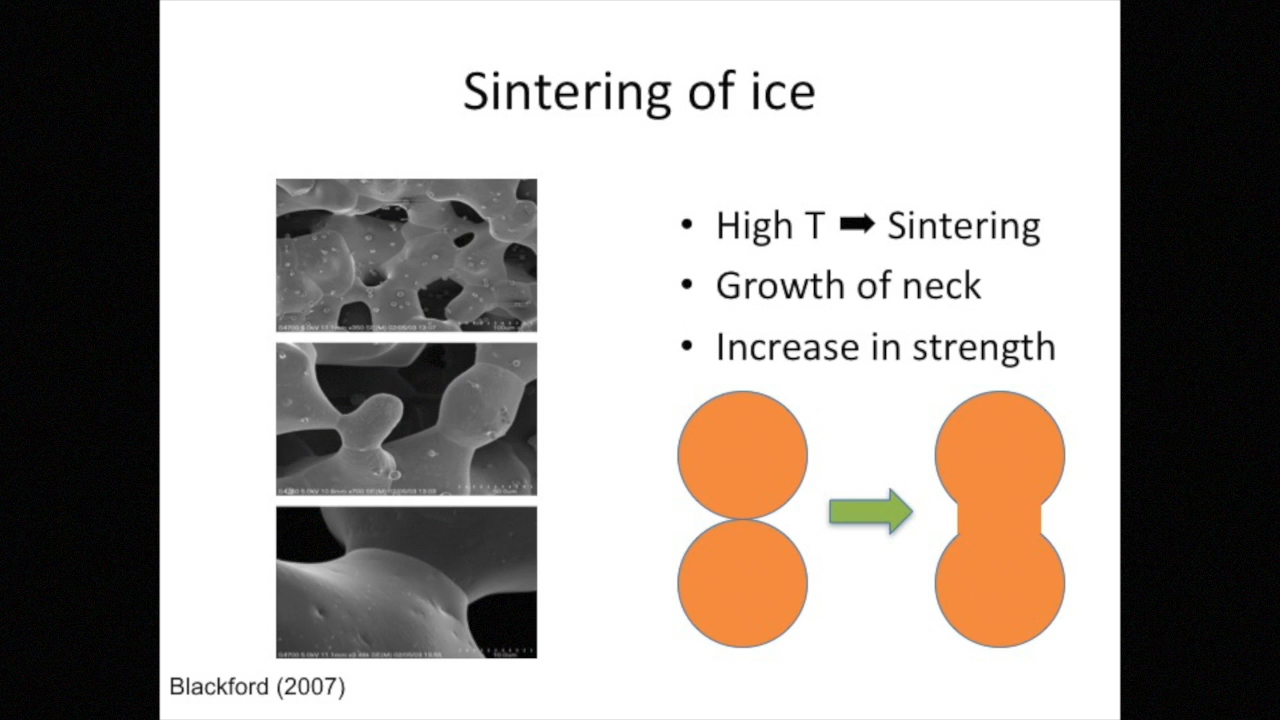 Sintering of ice
• High T ➡ Sintering
• Growth of neck
• Increase in strength
Blackford (2007)